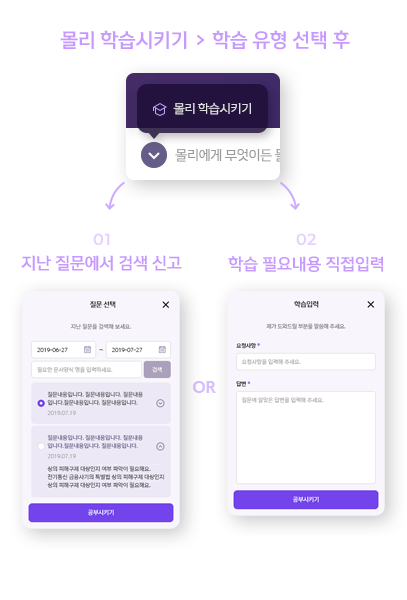 몰리 학습시키기 > 학습 유형 선택 후
몰리 학습시키기
몰리에게 무엇이든 물
01
지난 질문에서 검색 신고
질문 선택
지난 질문을 검색해 보세요.
2019-06-27 ~ 2019-07-27
필요한 문서양식 명을 입력하세요. 검색
질문내용입니다. 질문내용입니다. 질문내용
입니다.질문내용입니다. 질문내용입니다.
2019.07.19
질문내용입니다. 질문내용입니다. 질문내용
입니다.질문내용입니다. 질문내용입니다.
2019.07.19
상의 피해구제 대상인지 여부 파악이 필요해요.
전기통신 금융사기의 특별법 상의 피해구제 대상인지
상의 피해구제 대상인지 여부 파악이 필요해요.
공부시키기
OR
02
학습 필요내용 직접입력
학습입력
제가 도와드릴 부분을 말씀해 주세요.
요청사항 *
요청사항을 입력해 주세요.
답변 *
질문에 알맞은 답변을 입력해 주세요.
공부시키기